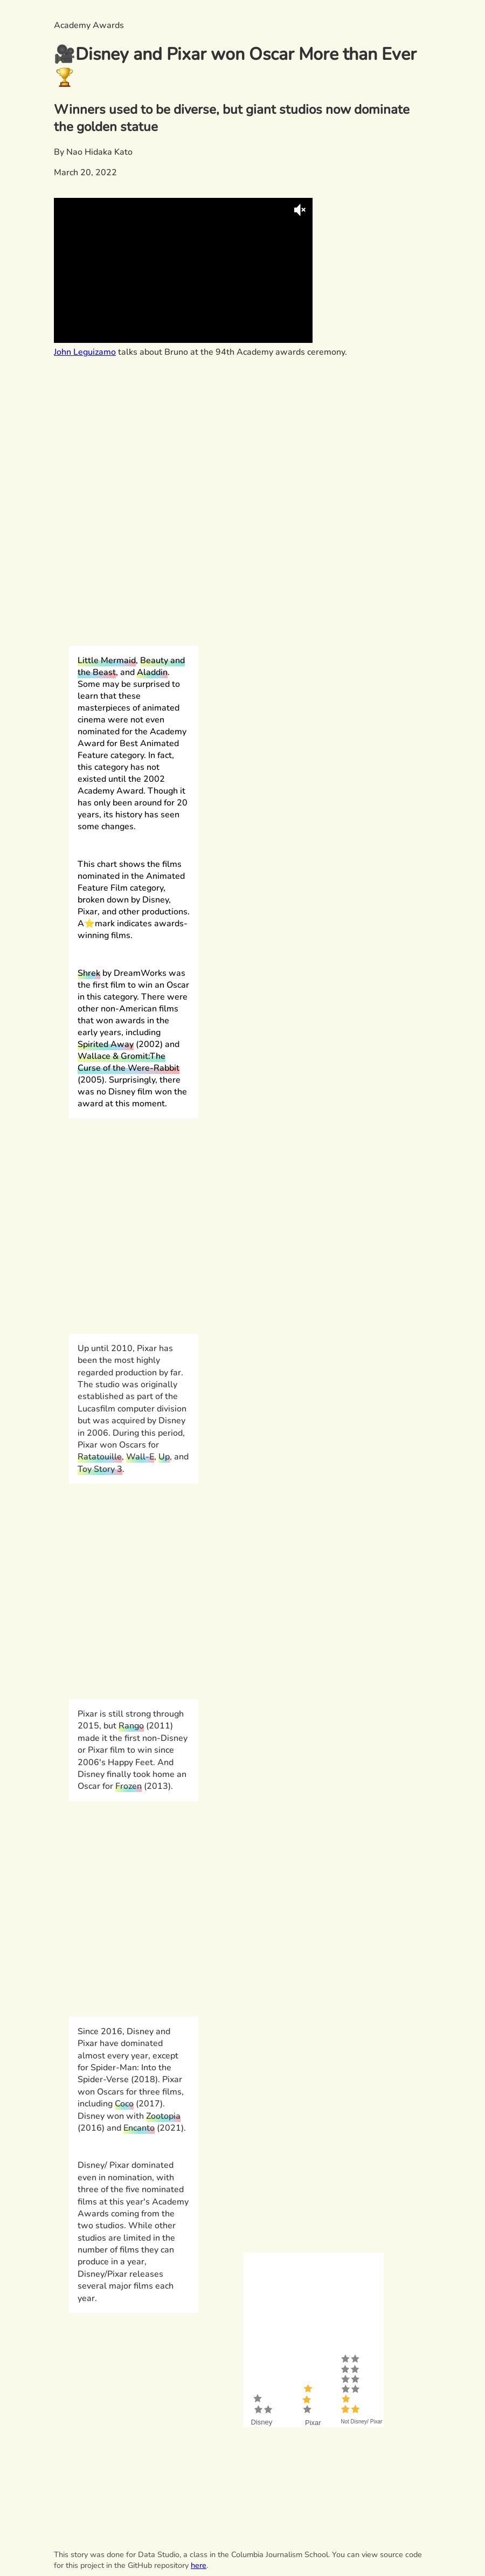 Academy Awards
🎥Disney and Pixar won Oscar More than Ever
🏆
Winners used to be diverse, but giant studios now dominate
the golden statue
By Nao Hidaka Kato
March 20, 2022
John Leguizamo talks about Bruno at the 94th Academy awards ceremony.
Little Mermaid, Beauty and
the Beast, and Aladdin.
Some may be surprised to
learn that these
masterpieces of animated
cinema were not even
nominated for the Academy
Award for Best Animated
Feature category. In fact,
this category has not
existed until the 2002
Academy Award. Though it
has only been around for 20
years, its history has seen
some changes.
This chart shows the films
nominated in the Animated
Feature Film category,
broken down by Disney,
Pixar, and other productions.
A⭐mark indicates awards-
winning films.
Shrek by DreamWorks was
the first film to win an Oscar
in this category. There were
other non-American films
that won awards in the
early years, including
Spirited Away (2002) and
Wallace & Gromit:The
Curse of the Were-Rabbit
(2005). Surprisingly, there
was no Disney film won the
award at this moment.
Up until 2010, Pixar has
been the most highly
regarded production by far.
The studio was originally
established as part of the
Lucasfilm computer division
but was acquired by Disney
in 2006. During this period,
Pixar won Oscars for
Ratatouille, Wall-E, Up, and
Toy Story 3.
Pixar is still strong through
2015, but Rango (2011)
made it the first non-Disney
or Pixar film to win since
2006's Happy Feet. And
Disney finally took home an
Oscar for Frozen (2013).
Since 2016, Disney and
Pixar have dominated
almost every year, except
for Spider-Man: Into the
Spider-Verse (2018). Pixar
won Oscars for three films,
including Coco (2017).
Disney won with Zootopia
(2016) and Encanto (2021).
Disney/ Pixar dominated
even in nomination, with
three of the five nominated
films at this year's Academy
Awards coming from the
two studios. While other
studios are limited in the
number of films they can
produce in a year,
Disney/Pixar releases
several major films each
year.
Disney
Pixar
Not Disney/ Pixar
This story was done for Data Studio, a class in the Columbia Journalism School. You can view source code
for this project in the GitHub repository here.